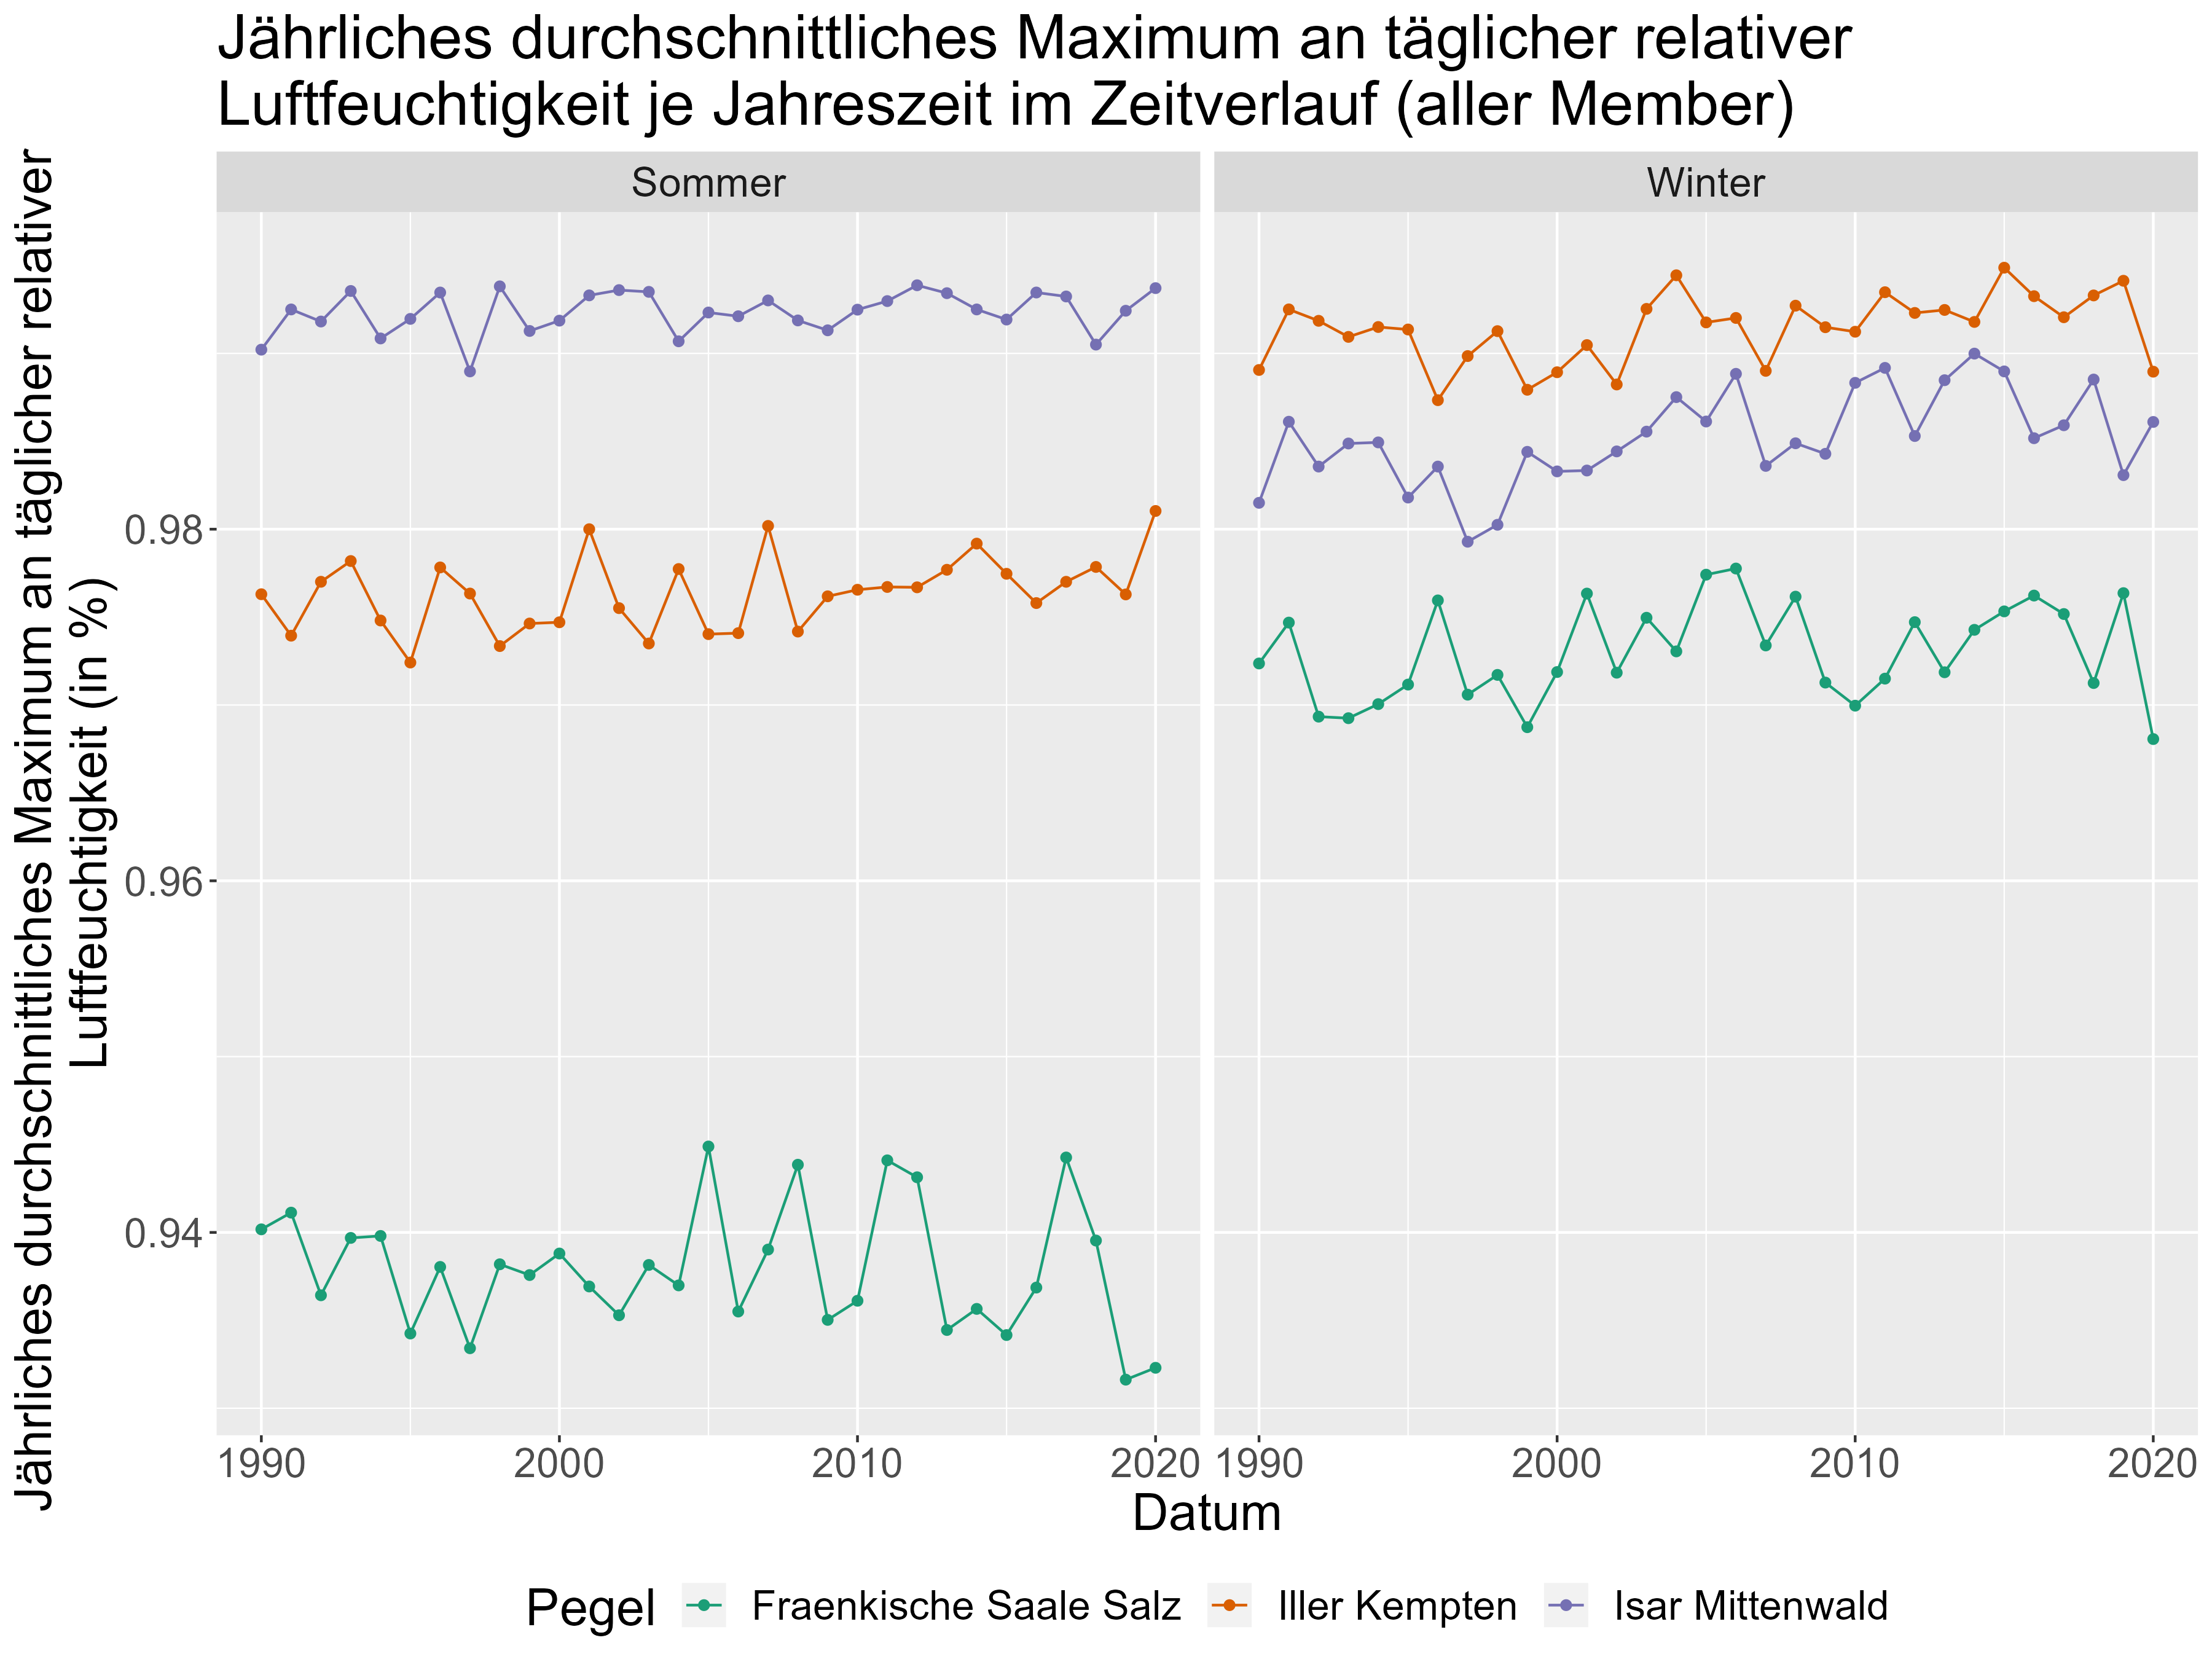 Jährliches durchschnittliches Maximum an täglicher relativer
Luftfeuchtigkeit je Jahreszeit im Zeitverlauf (aller Member)
Jährliches durchschnittliches Maximum an täglicher relativer
Luftfeuchtigkeit (in %)
Sommer
Winter
0.98
0.96
0.94
1990 2000 2010 2020
1990 2000 2010 2020
Datum
Pegel Fraenkische Saale Salz Iller Kempten Isar Mittenwald